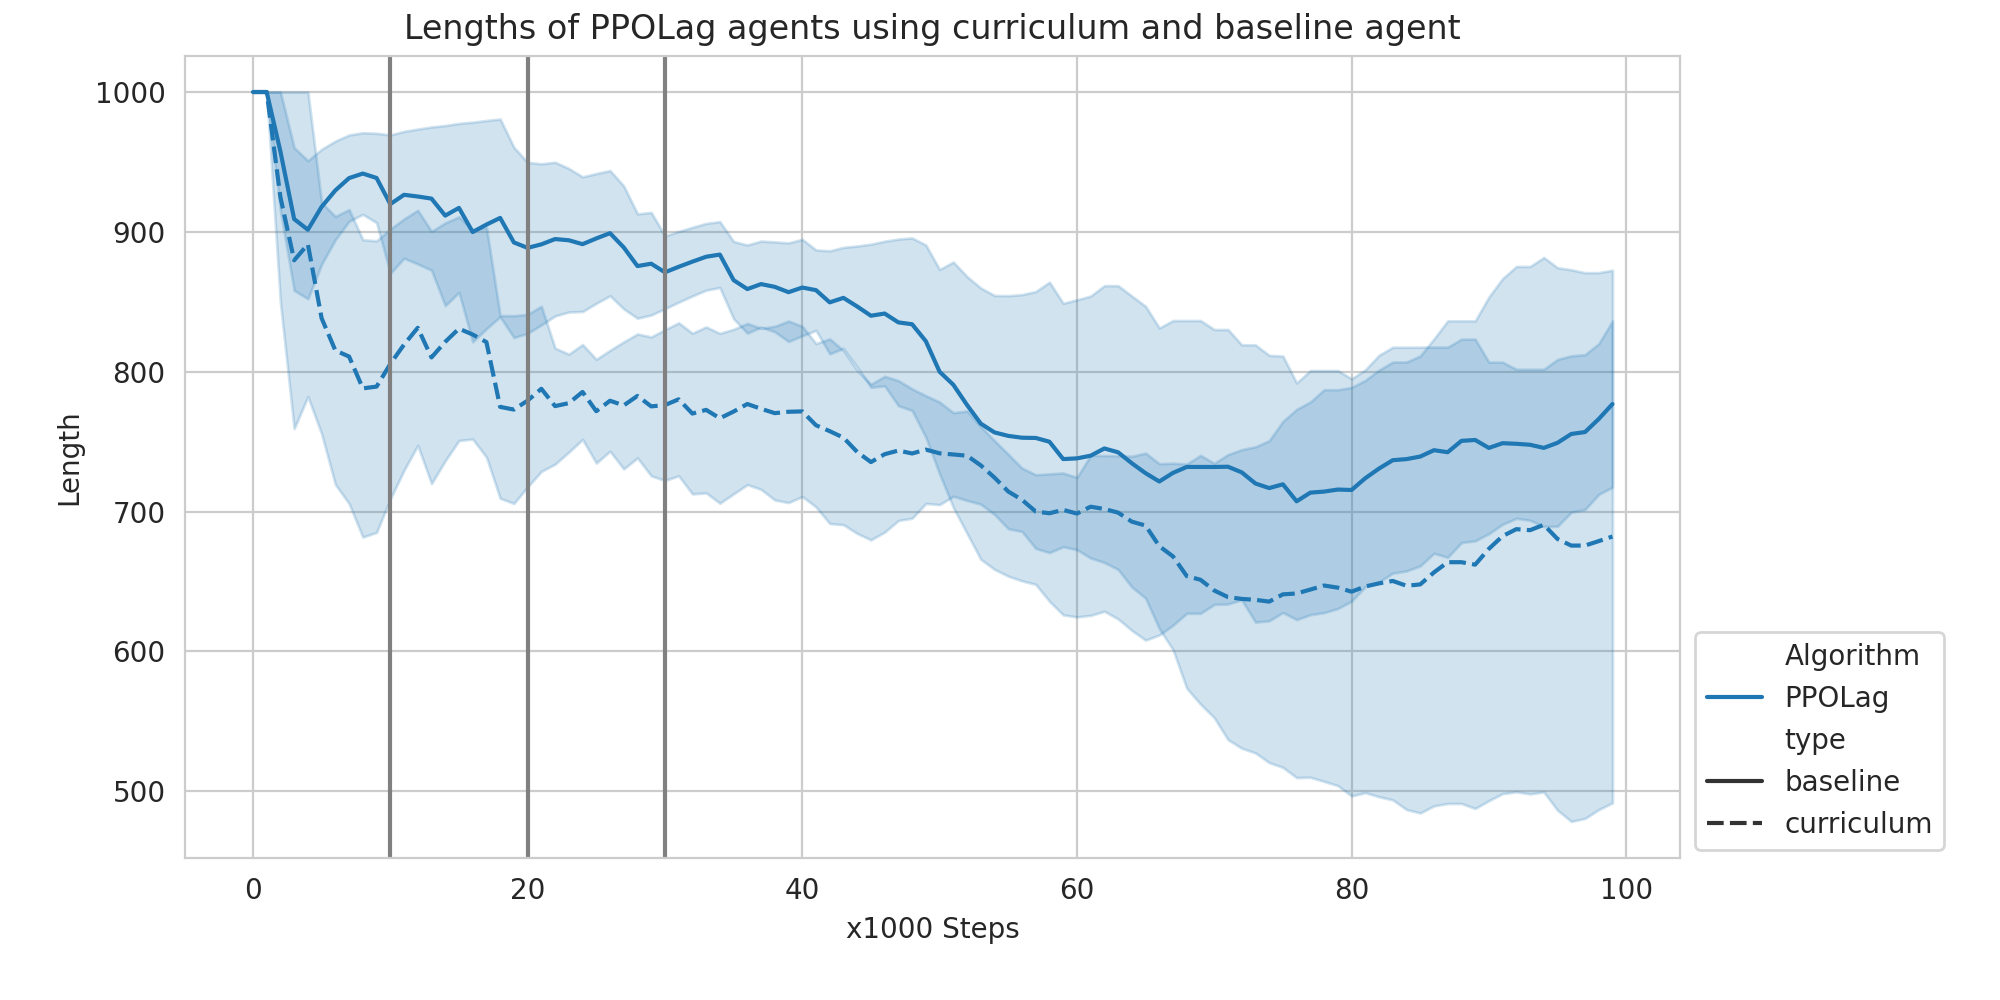 Lengths of PPOLag agents using curriculum and baseline agent
1000
900
800
700
600
500
Length
0 20 40 60 80 100
x1000 Steps
Algorithm
PPOLag
type
baseline
curriculum